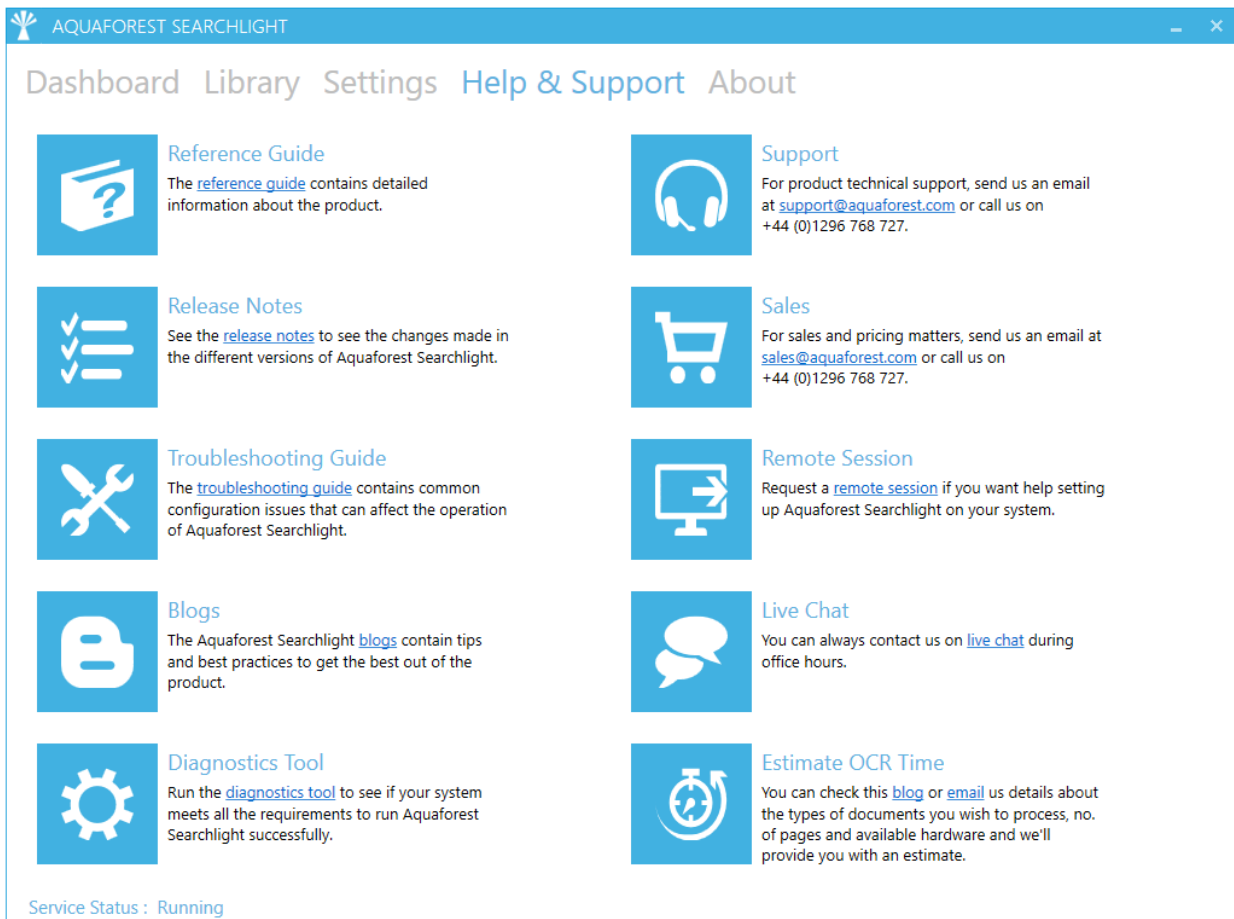 AQUAFOREST SEARCHLIGHT
Dashboard Library Settings Help & Support About
Reference Guide
The reference guide contains detailed
information about the product.
Release Notes
See the release notes to see the changes made in
the different versions of Aquaforest Searchlight.
Troubleshooting Guide
The troubleshooting guide contains common
configuration issues that can affect the operation
of Aquaforest Searchlight.
Blogs
The Aquaforest Searchlight blogs contain tips
and best practices to get the best out of the
product.
Diagnostics Tool
Run the diagnostics tool to see if your system
meets all the requirements to run Aquaforest
Searchlight successfully.
Support
For product technical support, send us an email
at support@aquaforest.com or call us on
+44 (0)1296 768 727.
Sales
For sales and pricing matters, send us an email at
sales@aquaforest.com or call us on
+44 (0)1296 768 727.
Remote Session
Request a remote session if you want help setting
up Aquaforest Searchlight on your system.
Live Chat
You can always contact us on live chat during
office hours.
Estimate OCR Time
You can check this blog or email us details about
the types of documents you wish to process, no.
of pages and available hardware and we'll
provide you with an estimate.
Service Status : Running